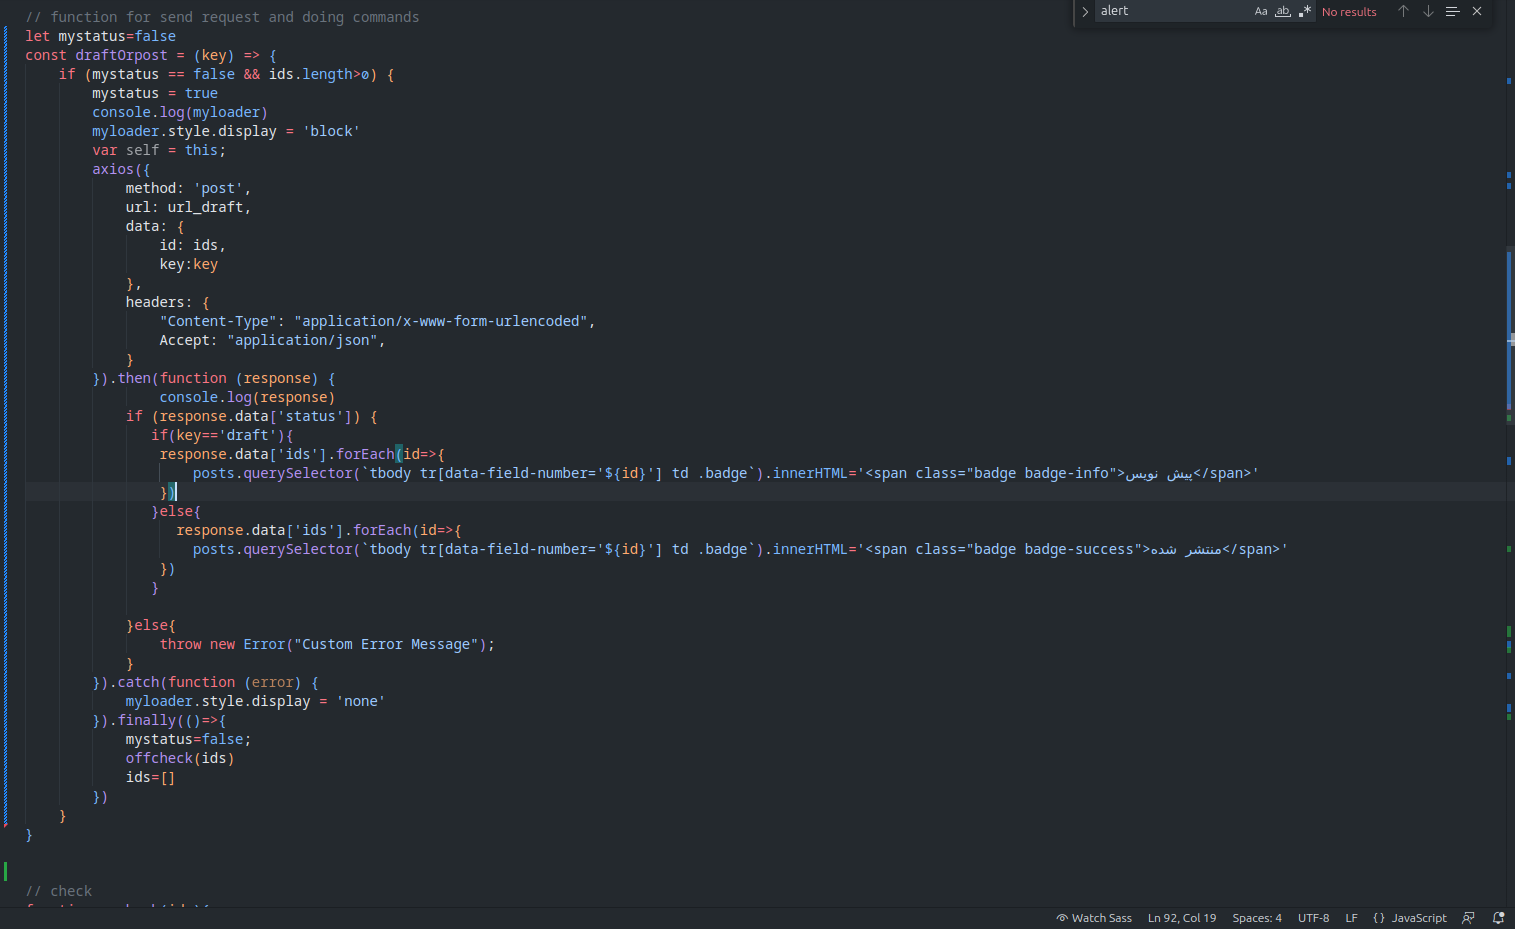 // function for send request and doing commands
alert
Aa ab .* No results
let mystatus=false
const draftOrpost = (key) => {
if (mystatus == false && ids.length>0) {
mystatus = true
console.log(myloader)
myloader.style.display = 'block'
var self = this;
axios({
method: 'post',
url: url_draft,
data: {
id: ids,
key:key
},
headers: {
"Content-Type": "application/x-www-form-urlencoded",
Accept: "application/json",
}
}).then(function (response) {
console.log(response)
if (response.data['status']) {
if(key=='draft'){
response.data['ids'].forEach(id=>{
posts.querySelector(`tbody tr[data-field-number='${id}'] td .badge`).innerHTML='<span class="badge badge-info">پیش نویس</span>'
})
}else{
response.data['ids'].forEach(id=>{
posts.querySelector(`tbody tr[data-field-number='${id}'] td .badge`).innerHTML='<span class="badge badge-success">منتشر شده</span>'
})
}
}else{
throw new Error("Custom Error Message");
}
}).catch(function (error) {
myloader.style.display = 'none'
}).finally(()=>{
mystatus=false;
offcheck(ids)
ids=[]
})
}
}
// check
Watch Sass Ln 92, Col 19 Spaces: 4 UTF-8 LF {} JavaScript